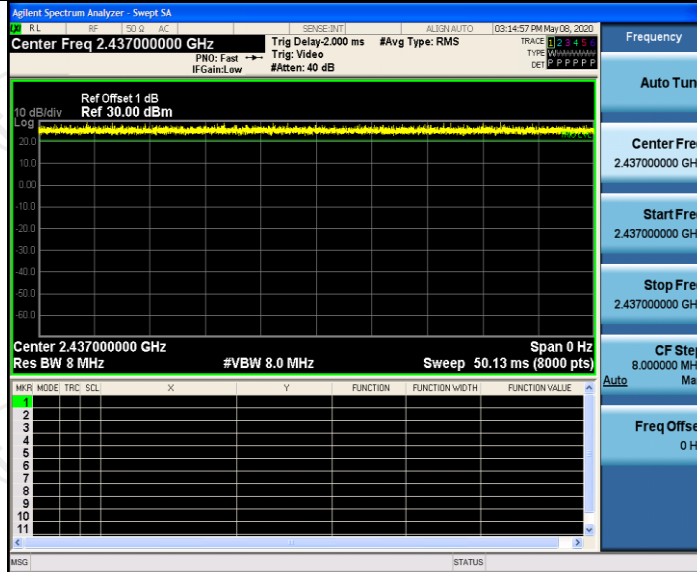 Agilent Spectrum Analyzer - Swept SA
RL RF 50 Ω AC SENSE:INT ALIGN AUTO 03:14:57 PM May 08, 2020
Center Freq 2.437000000 GHz
PNO: Fast
IFGain:Low
Trig Delay-2.000 ms
Trig: Video
#Atten: 40 dB
#Avg Type: RMS
TRACE 1 2 3 4 5 6
TYPE WWWWWW
DET P P P P P P
Ref Offset 1 dB
10 dB/div Ref 30.00 dBm
Log
20.0
10.0
0.00
-10.0
-20.0
-30.0
-40.0
-50.0
-60.0
Center 2.437000000 GHz Span 0 Hz
Res BW 8 MHz #VBW 8.0 MHz Sweep 50.13 ms (8000 pts)
MKR MODE TRC SCL X Y FUNCTION FUNCTION WIDTH FUNCTION VALUE
1
2
3
4
5
6
7
8
9
10
11
MSG STATUS
Frequency
Auto Tun
Center Fre
2.437000000 GH
Start Fre
2.437000000 GH
Stop Fre
2.437000000 GH
CF Ste
8.000000 MH
Auto Ma
Freq Offse
0 H